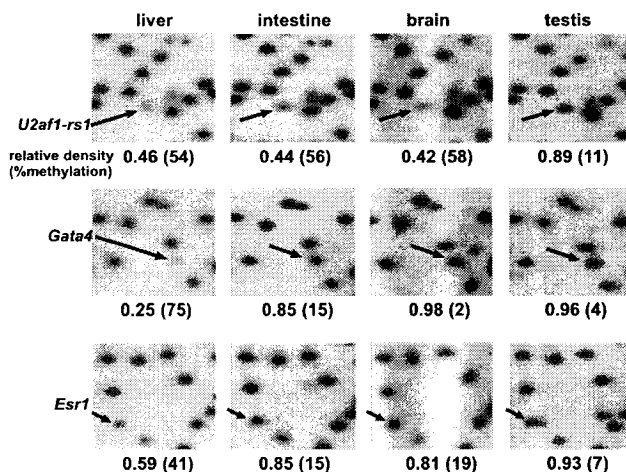 liver intestine brain testis
U2af1-rs1
relative density 0.46 (54) 0.44 (56) 0.42 (58) 0.89 (11)
(%methylation)
Gata4
0.25 (75) 0.85 (15) 0.98 (2) 0.96 (4)
Esr1
0.59 (41) 0.85 (15) 0.81 (19) 0.93 (7)